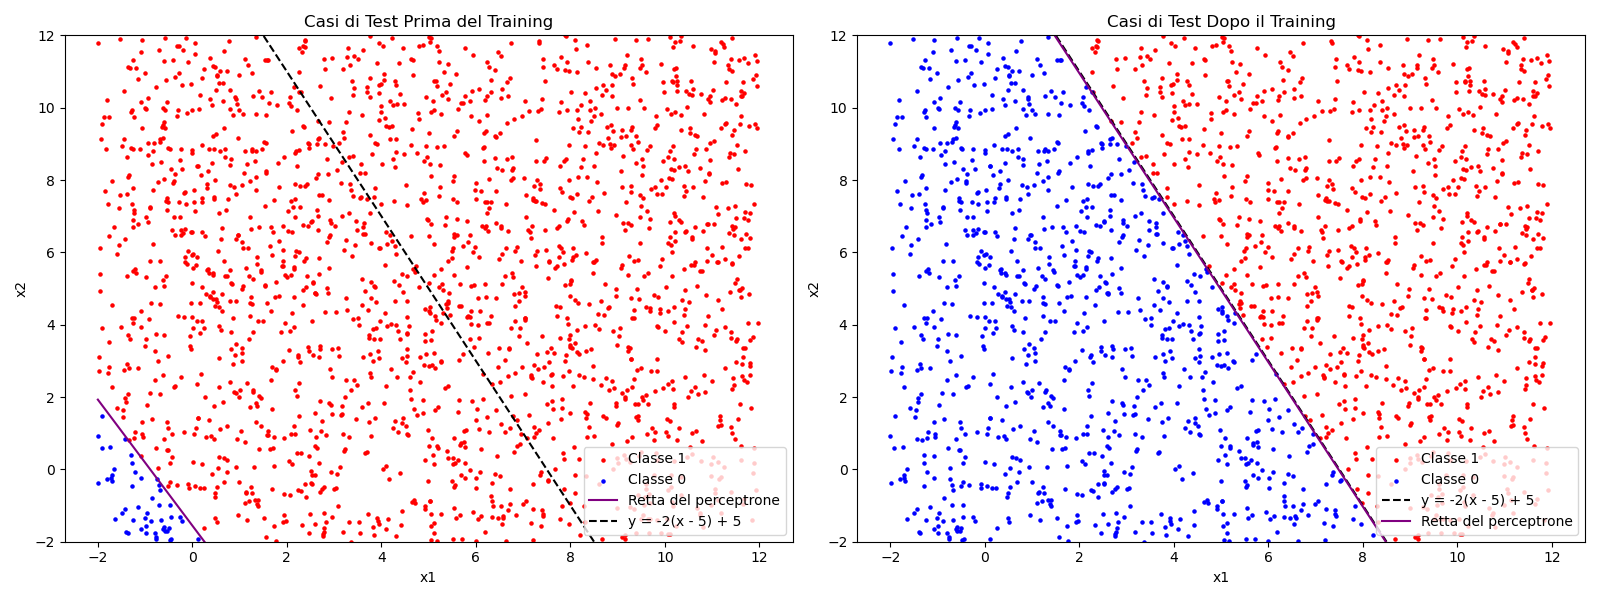 Casi di Test Prima del Training
12
10
8
6
4
2
0
−2
x2
−2 0 2 4 6 8 10 12
x1
Classe 1
Classe 0
Retta del perceptrone
y = -2(x - 5) + 5
Casi di Test Dopo il Training
12
10
8
6
4
2
0
−2
x2
−2 0 2 4 6 8 10 12
x1
Classe 1
Classe 0
y = -2(x - 5) + 5
Retta del perceptrone